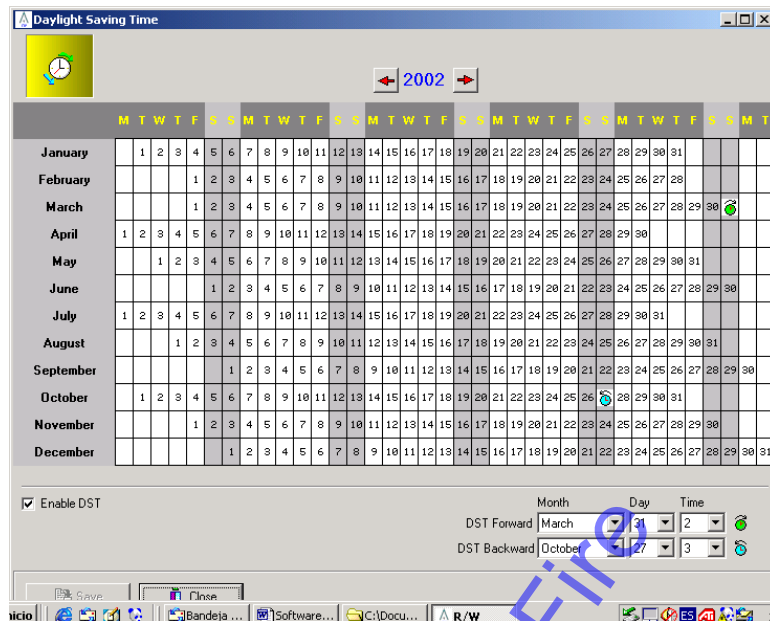 Daylight Saving Time
2002
M T W T F S S M T W T F S S M T W T F S S M T W T F S S M T W T F S S M T
January 1 2 3 4 5 6 7 8 9 10 11 12 13 14 15 16 17 18 19 20 21 22 23 24 25 26 27 28 29 30 31
February 1 2 3 4 5 6 7 8 9 10 11 12 13 14 15 16 17 18 19 20 21 22 23 24 25 26 27 28
March 1 2 3 4 5 6 7 8 9 10 11 12 13 14 15 16 17 18 19 20 21 22 23 24 25 26 27 28 29 30
April 1 2 3 4 5 6 7 8 9 10 11 12 13 14 15 16 17 18 19 20 21 22 23 24 25 26 27 28 29 30
May 1 2 3 4 5 6 7 8 9 10 11 12 13 14 15 16 17 18 19 20 21 22 23 24 25 26 27 28 29 30 31
June 1 2 3 4 5 6 7 8 9 10 11 12 13 14 15 16 17 18 19 20 21 22 23 24 25 26 27 28 29 30
July 1 2 3 4 5 6 7 8 9 10 11 12 13 14 15 16 17 18 19 20 21 22 23 24 25 26 27 28 29 30 31
August 1 2 3 4 5 6 7 8 9 10 11 12 13 14 15 16 17 18 19 20 21 22 23 24 25 26 27 28 29 30 31
September 1 2 3 4 5 6 7 8 9 10 11 12 13 14 15 16 17 18 19 20 21 22 23 24 25 26 27 28 29 30
October 1 2 3 4 5 6 7 8 9 10 11 12 13 14 15 16 17 18 19 20 21 22 23 24 25 26 28 29 30 31
November 1 2 3 4 5 6 7 8 9 10 11 12 13 14 15 16 17 18 19 20 21 22 23 24 25 26 27 28 29 30
December 1 2 3 4 5 6 7 8 9 10 11 12 13 14 15 16 17 18 19 20 21 22 23 24 25 26 27 28 29 30 31
Enable DST
Month Day Time
DST Forward March 31 2
DST Backward October 27 3
Save Close
nicio Bandeja ... Software... C:\Docu... R/W ES
Fire